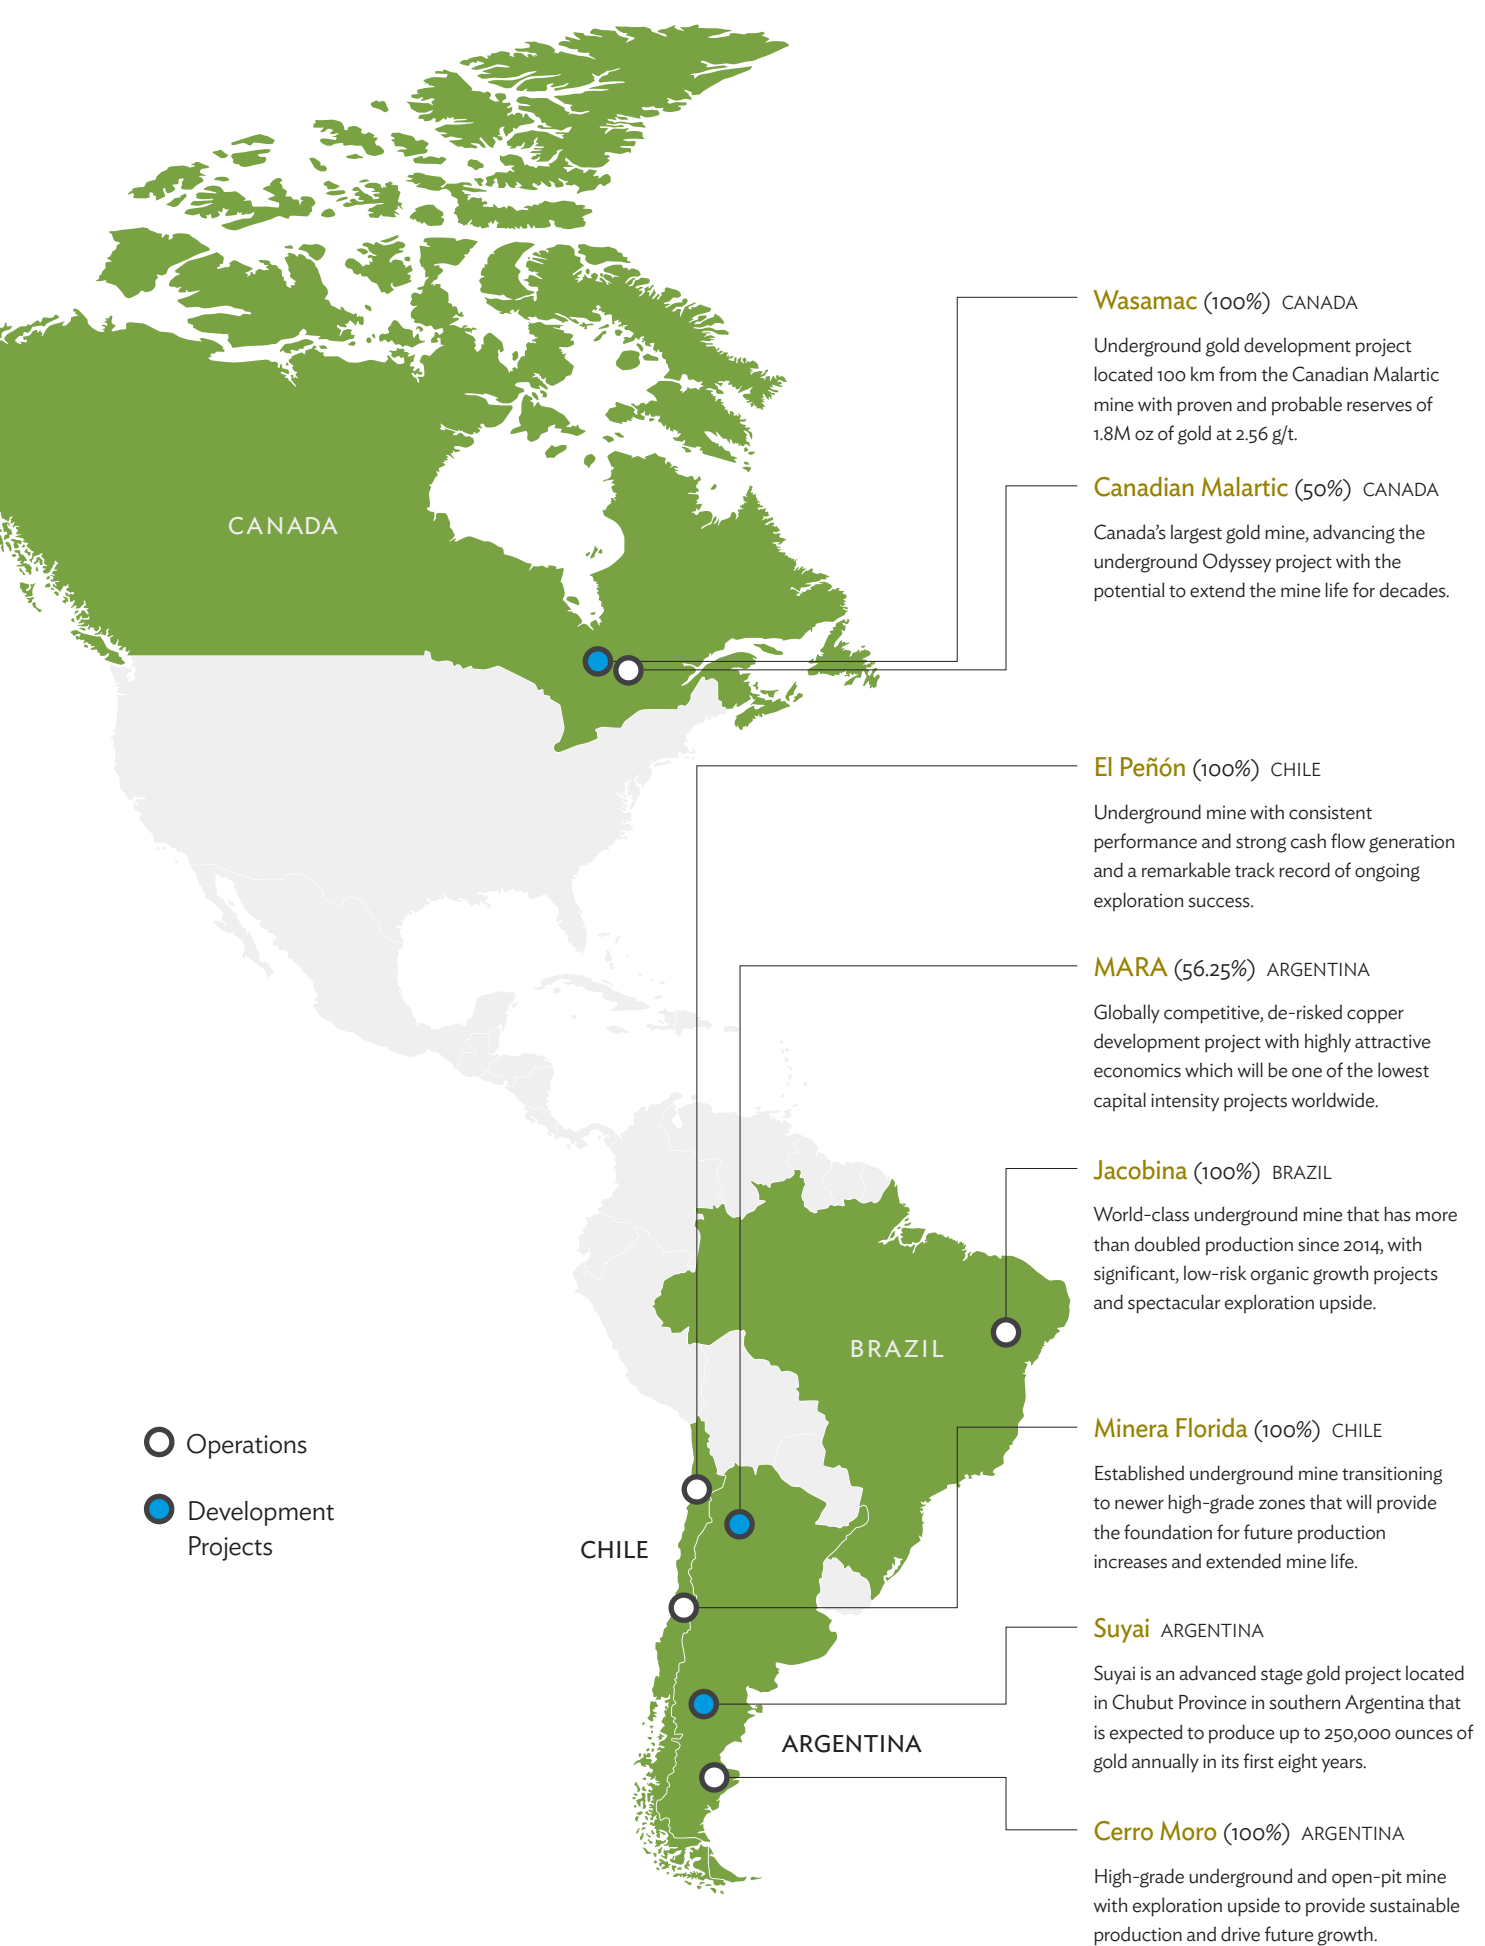 Wasamac (100%) CANADA
Underground gold development project
located 100 km from the Canadian Malartic
mine with proven and probable reserves of
1.8M oz of gold at 2.56 g/t.
Canadian Malartic (50%) CANADA
Canada’s largest gold mine, advancing the
underground Odyssey project with the
potential to extend the mine life for decades.
CANADA
El Peñón (100%) CHILE
Underground mine with consistent
performance and strong cash flow generation
and a remarkable track record of ongoing
exploration success.
MARA (56.25%) ARGENTINA
Globally competitive, de-risked copper
development project with highly attractive
economics which will be one of the lowest
capital intensity projects worldwide.
Jacobina (100%) BRAZIL
World-class underground mine that has more
than doubled production since 2014, with
significant, low-risk organic growth projects
and spectacular exploration upside.
BRAZIL
Minera Florida (100%) CHILE
Established underground mine transitioning
to newer high-grade zones that will provide
the foundation for future production
increases and extended mine life.
Operations
Development
Projects
CHILE
Suyai ARGENTINA
Suyai is an advanced stage gold project located
in Chubut Province in southern Argentina that
is expected to produce up to 250,000 ounces of
gold annually in its first eight years.
ARGENTINA
Cerro Moro (100%) ARGENTINA
High-grade underground and open-pit mine
with exploration upside to provide sustainable
production and drive future growth.